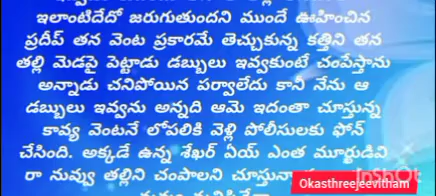 ఇలాంటిదేదో జరుగుతుందని ముందే ఊహించిన
ప్రదీప్ తన వెంట ప్రకారమే తెచ్చుకున్న కత్తిని తన
తల్లి మెడపై పెట్టాడు డబ్బులు ఇవ్వకుంటే చంపేస్తాను
అన్నాడు చనిపోయిన పర్వాలేదు కాని నేను ఆ
డబ్బులు ఇవ్వను అన్నది ఆమె ఇదంతా చూస్తున్న
కావ్య వెంటనే లోపలికి వెళ్లి పోలీసులకు ఫోన్
చేసింది. అక్కడే ఉన్న శేఖర్ ఏయ్ ఎంత మూర్ఖుడివి
రా నువ్వు తల్లిని చంపాలని
Okasthreejeevitham